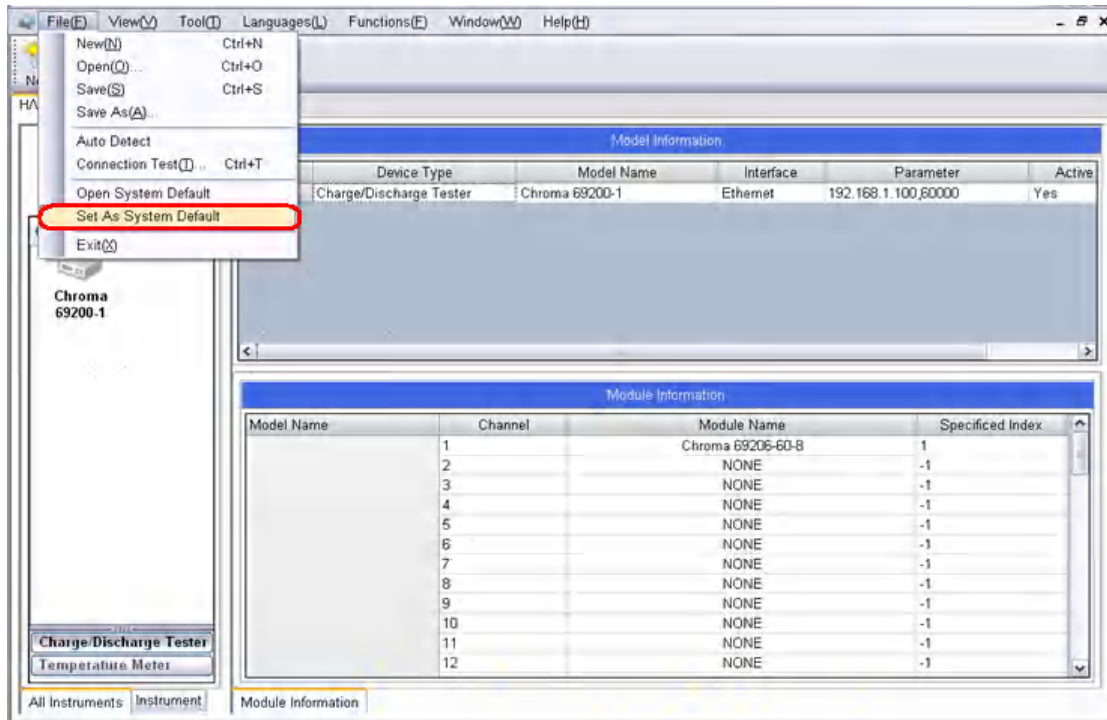 File(F) View(V) Tool(T) Languages(L) Functions(F) Window(W) Help(H)
New(N) Ctrl+N
Open(O)... Ctrl+O
Save(S) Ctrl+S
Save As(A)...
Auto Detect
Connection Test(T)... Ctrl+T
Open System Default
Set As System Default
Exit(X)
Chroma
69200-1
Charge/Discharge Tester
Temperature Meter
All Instruments Instrument
Model Information
Device Type Model Name Interface Parameter Active
Charge/Discharge Tester Chroma 69200-1 Ethernet 192.168.1.100,60000 Yes
Module Information
Model Name Channel Module Name Specificed Index
1 Chroma 69206-60-8 1
2 NONE -1
3 NONE -1
4 NONE -1
5 NONE -1
6 NONE -1
7 NONE -1
8 NONE -1
9 NONE -1
10 NONE -1
11 NONE -1
12 NONE -1
Module Information